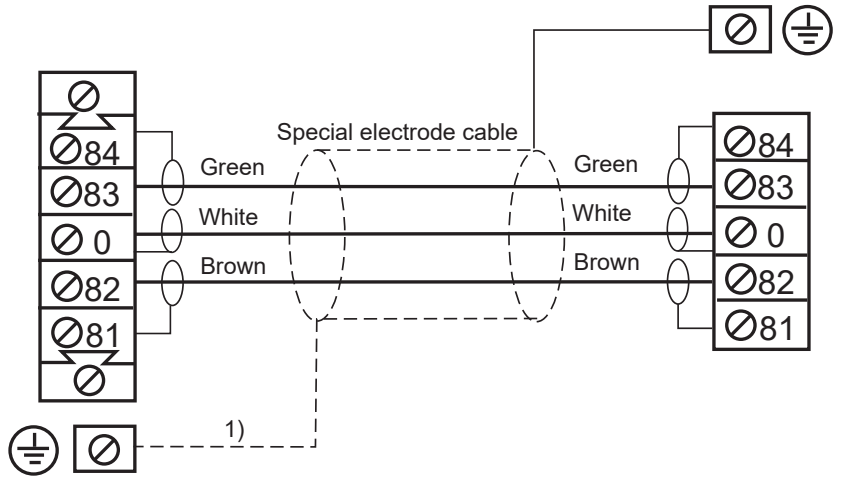 Special electrode cable
84
83
0
82
81
Green
White
Brown
1)
Green
White
Brown
84
83
0
82
81